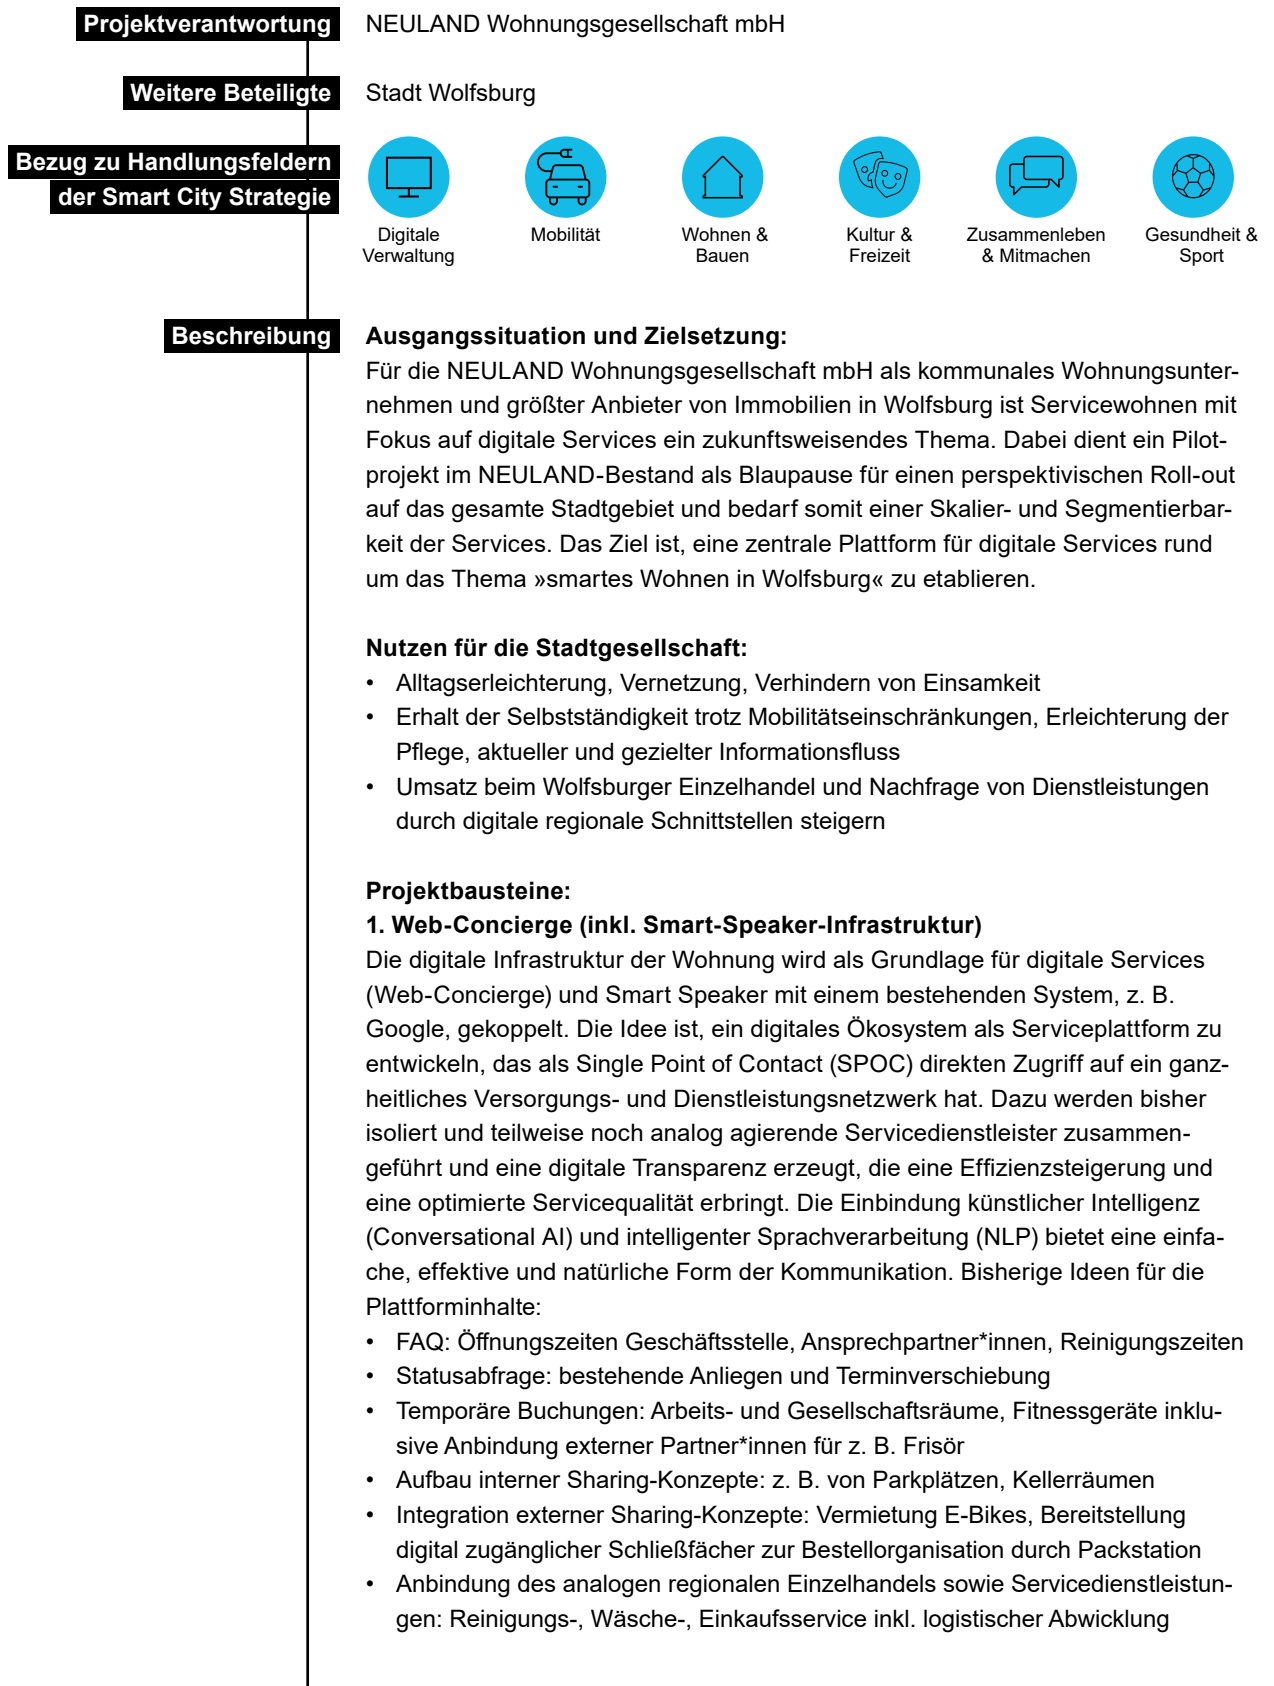 Projektverantwortung
NEULAND Wohnungsgesellschaft mbH
Weitere Beteiligte
Stadt Wolfsburg
Bezug zu Handlungsfeldern
der Smart City Strategie
Digitale
Verwaltung
Mobilität
Wohnen &
Bauen
Kultur &
Freizeit
Zusammenleben
& Mitmachen
Gesundheit &
Sport
Beschreibung
Ausgangssituation und Zielsetzung:
Für die NEULAND Wohnungsgesellschaft mbH als kommunales Wohnungsunter-
nehmen und größter Anbieter von Immobilien in Wolfsburg ist Servicewohnen mit
Fokus auf digitale Services ein zukunftsweisendes Thema. Dabei dient ein Pilot-
projekt im NEULAND-Bestand als Blaupause für einen perspektivischen Roll-out
auf das gesamte Stadtgebiet und bedarf somit einer Skalier- und Segmentierbar-
keit der Services. Das Ziel ist, eine zentrale Plattform für digitale Services rund
um das Thema »smartes Wohnen in Wolfsburg« zu etablieren.
Nutzen für die Stadtgesellschaft:
• Alltagserleichterung, Vernetzung, Verhindern von Einsamkeit
• Erhalt der Selbstständigkeit trotz Mobilitätseinschränkungen, Erleichterung der
Pflege, aktueller und gezielter Informationsfluss
• Umsatz beim Wolfsburger Einzelhandel und Nachfrage von Dienstleistungen
durch digitale regionale Schnittstellen steigern
Projektbausteine:
1. Web-Concierge (inkl. Smart-Speaker-Infrastruktur)
Die digitale Infrastruktur der Wohnung wird als Grundlage für digitale Services
(Web-Concierge) und Smart Speaker mit einem bestehenden System, z. B.
Google, gekoppelt. Die Idee ist, ein digitales Ökosystem als Serviceplattform zu
entwickeln, das als Single Point of Contact (SPOC) direkten Zugriff auf ein ganz-
heitliches Versorgungs- und Dienstleistungsnetzwerk hat. Dazu werden bisher
isoliert und teilweise noch analog agierende Servicedienstleister zusammen-
geführt und eine digitale Transparenz erzeugt, die eine Effizienzsteigerung und
eine optimierte Servicequalität erbringt. Die Einbindung künstlicher Intelligenz
(Conversational AI) und intelligenter Sprachverarbeitung (NLP) bietet eine einfa-
che, effektive und natürliche Form der Kommunikation. Bisherige Ideen für die
Plattforminhalte:
• FAQ: Öffnungszeiten Geschäftsstelle, Ansprechpartner*innen, Reinigungszeiten
• Statusabfrage: bestehende Anliegen und Terminverschiebung
• Temporäre Buchungen: Arbeits- und Gesellschaftsräume, Fitnessgeräte inklu-
sive Anbindung externer Partner*innen für z. B. Frisör
• Aufbau interner Sharing-Konzepte: z. B. von Parkplätzen, Kellerräumen
• Integration externer Sharing-Konzepte: Vermietung E-Bikes, Bereitstellung
digital zugänglicher Schließfächer zur Bestellorganisation durch Packstation
• Anbindung des analogen regionalen Einzelhandels sowie Servicedienstleistun-
gen: Reinigungs-, Wäsche-, Einkaufsservice inkl. logistischer Abwicklung